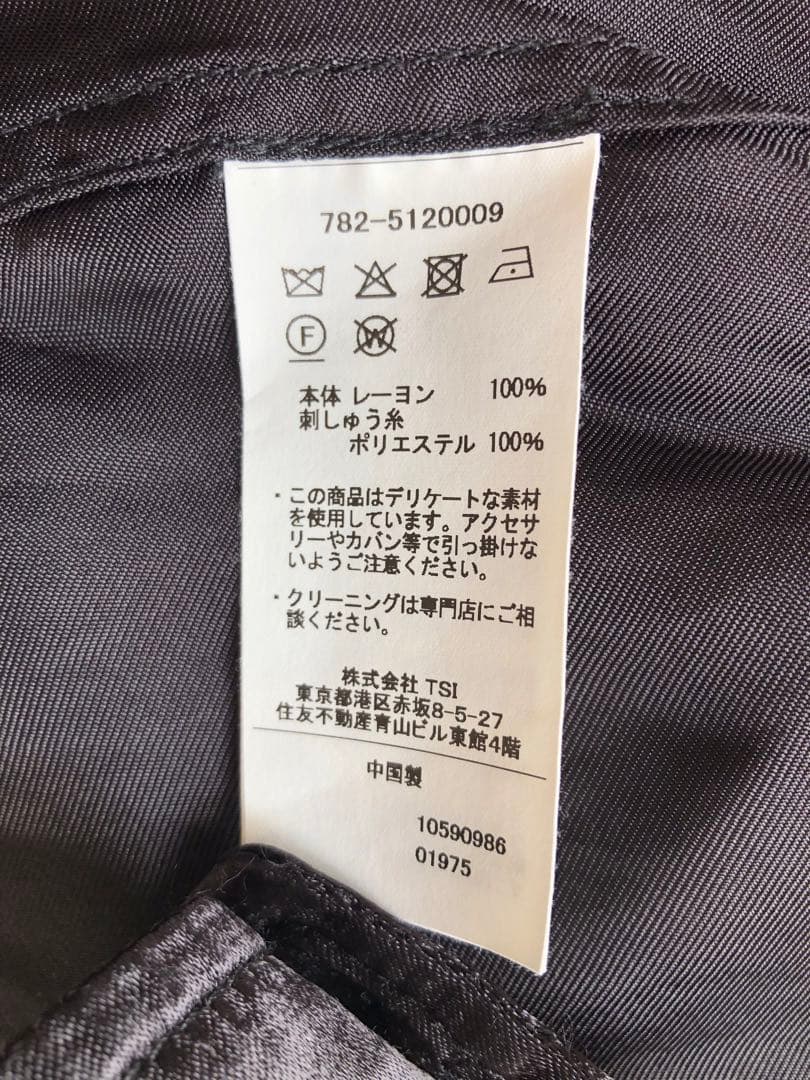 782-5120009
F W
本体 レーヨン 100%
刺しゅう糸
ポリエステル 100%
・この商品はデリケートな素材
を使用しています。アクセサ
リーやカバン等で引っ掛けな
いようご注意ください。
・クリーニングは専門店にご相
談ください。
株式会社 TSI
東京都港区赤坂8-5-27
住友不動産青山ビル東館4階
中国製
10590986
01975